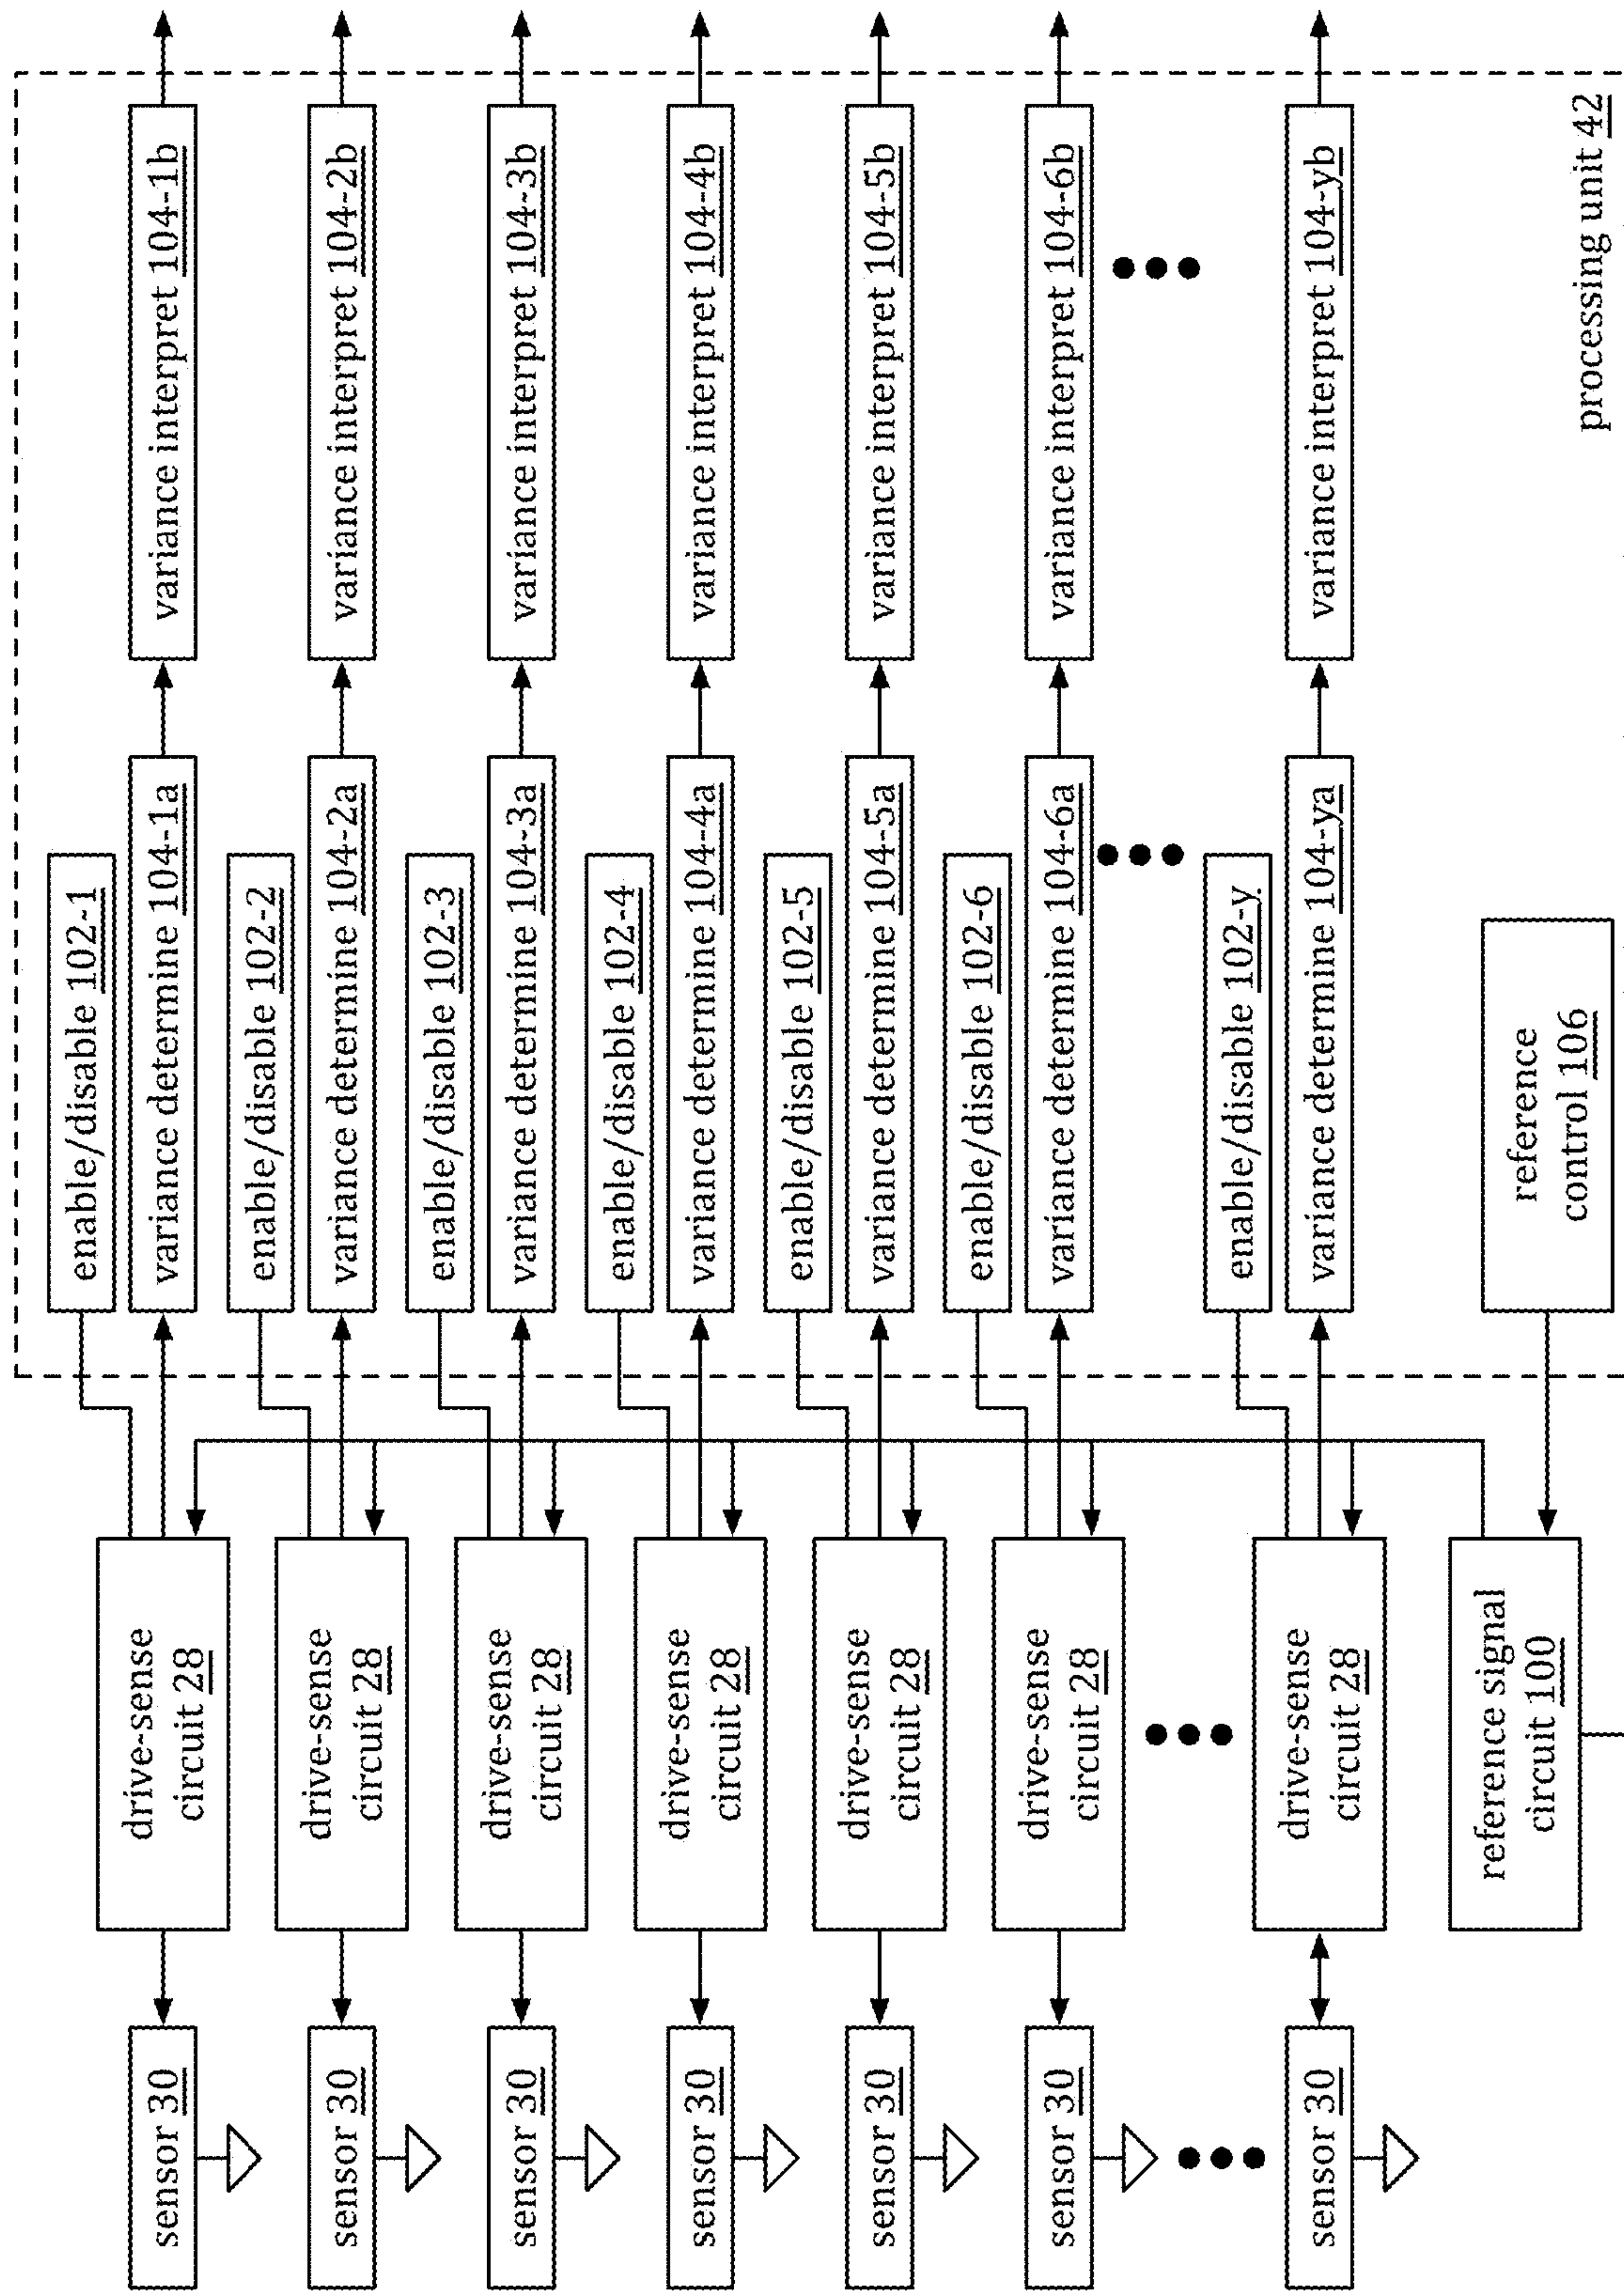 sensor 30
drive-sense
circuit 28
enable/disable 102-1
variance determine 104-1a
variance interpret 104-1b
sensor 30
drive-sense
circuit 28
enable/disable 102-2
variance determine 104-2a
variance interpret 104-2b
sensor 30
drive-sense
circuit 28
enable/disable 102-3
variance determine 104-3a
variance interpret 104-3b
sensor 30
drive-sense
circuit 28
enable/disable 102-4
variance determine 104-4a
variance interpret 104-4b
sensor 30
drive-sense
circuit 28
enable/disable 102-5
variance determine 104-5a
variance interpret 104-5b
sensor 30
drive-sense
circuit 28
enable/disable 102-6
variance determine 104-6a
variance interpret 104-6b
sensor 30
drive-sense
circuit 28
enable/disable 102-y
variance determine 104-ya
variance interpret 104-yb
reference signal
circuit 100
reference
control 106
processing unit 42